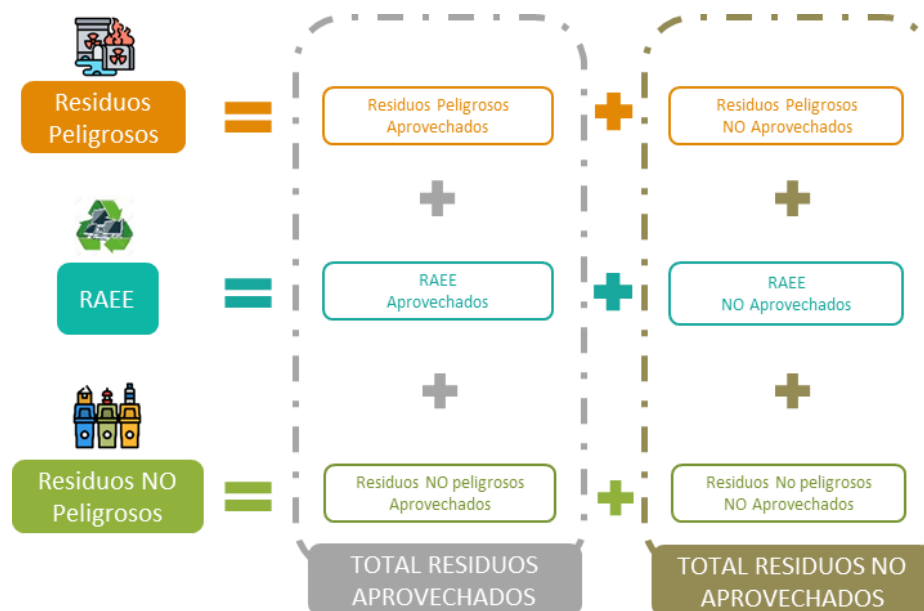 Residuos
Peligrosos
Residuos Peligrosos
Aprovechados
Residuos Peligrosos
NO Aprovechados
RAEE
RAEE
Aprovechados
RAEE
NO Aprovechados
Residuos NO
Peligrosos
Residuos NO peligrosos
Aprovechados
Residuos No peligrosos
NO Aprovechados
TOTAL RESIDUOS
APROVECHADOS
TOTAL RESIDUOS NO
APROVECHADOS